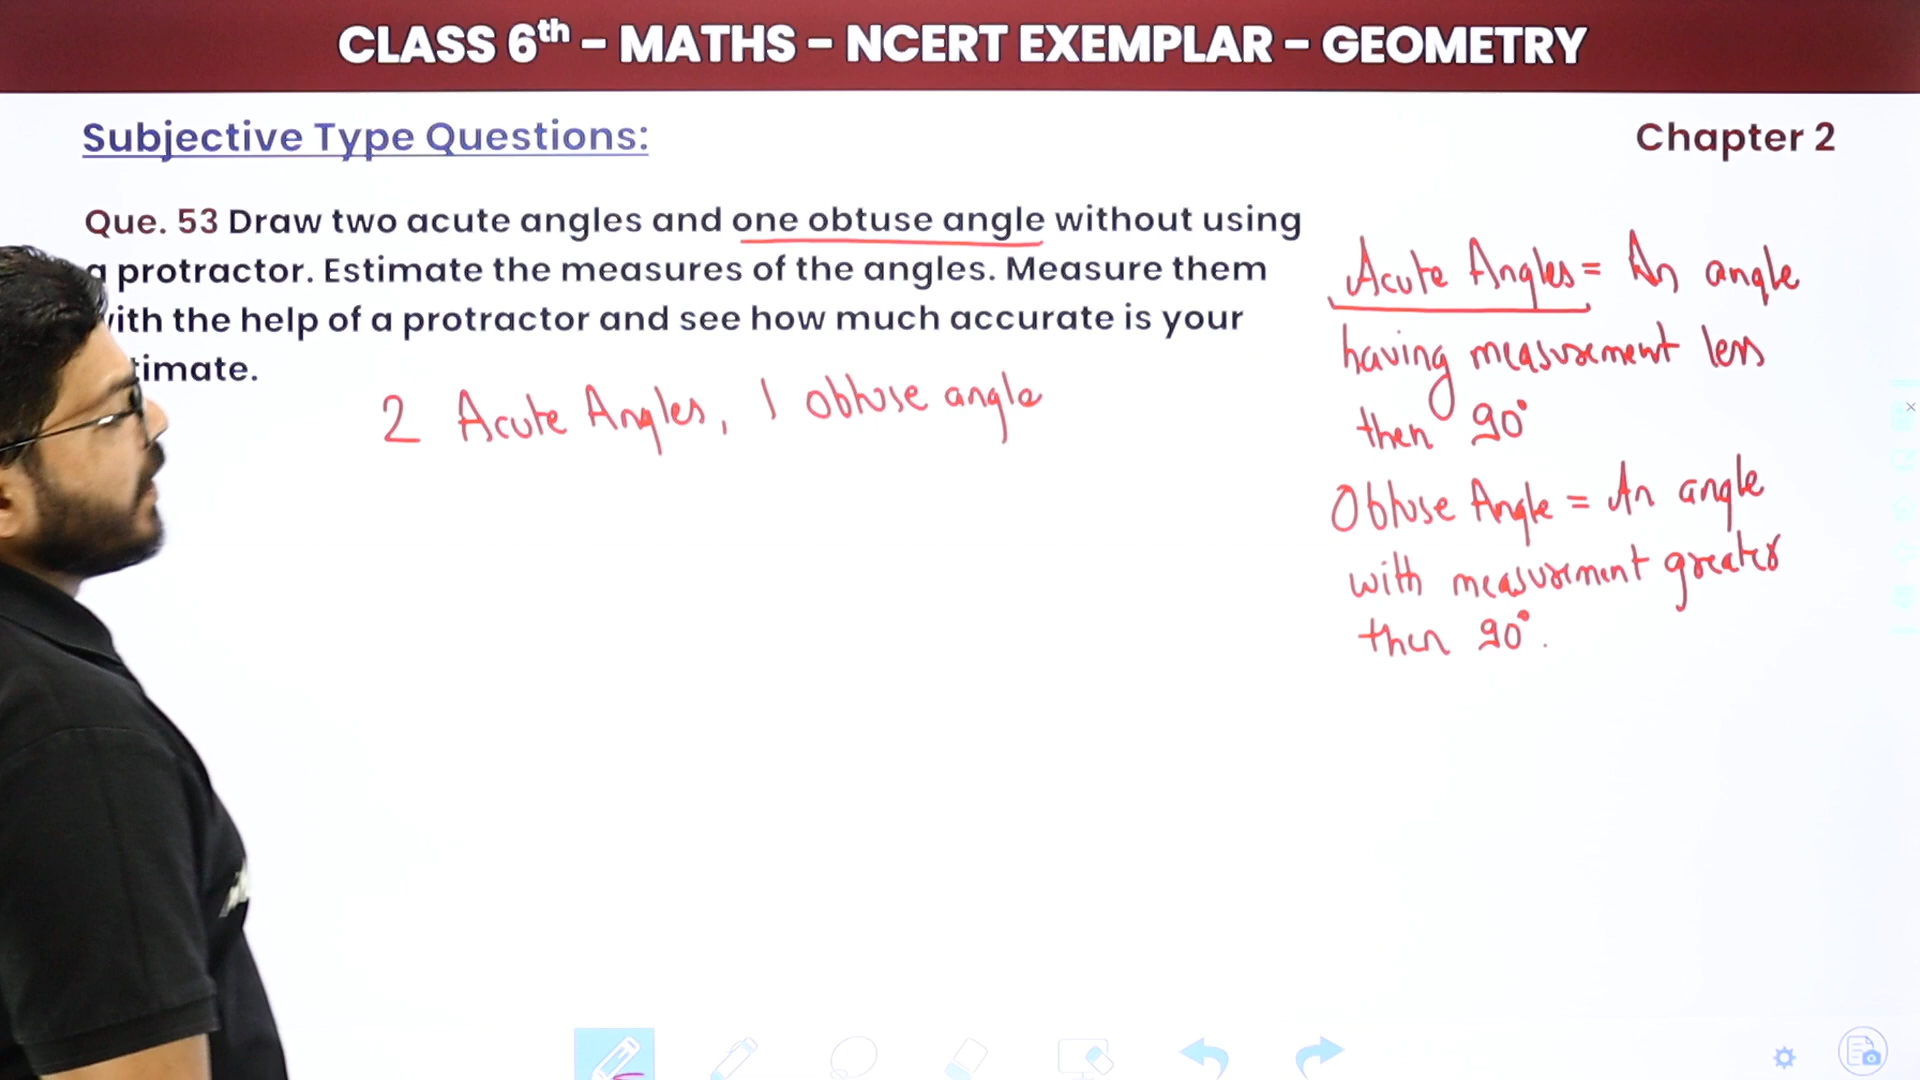 CLASS 6th – MATHS – NCERT EXEMPLAR – GEOMETRY
Subjective Type Questions:
Chapter 2
Que. 53 Draw two acute angles and one obtuse angle without using
a protractor. Estimate the measures of the angles. Measure them
ith the help of a protractor and see how much accurate is your
timate.
2 Acute Angles, 1 obtuse angle
Acute Angles = An angle
having measurement less
then 90°
Obtuse Angle = An angle
with measurement greater
then 90°.